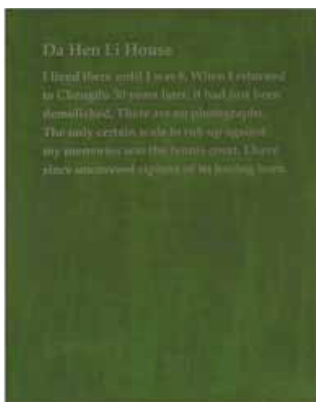 Da Hen Li House
I lived there until I was 8. When I returned
to Chengdu 30 years later, it had just been
demolished. There are no photographs.
The only certain scale to rub up against
my memories was the tennis court. I have
since uncovered reports of its having been